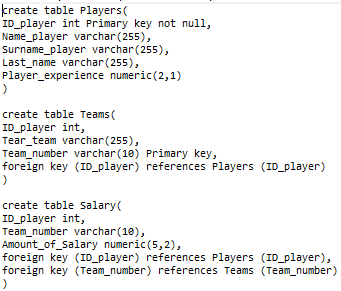 create table Players(
ID_player int Primary key not null,
Name_player varchar(255),
Surname_player varchar(255),
Last_name varchar(255),
Player_experience numeric(2,1)
)
create table Teams(
ID_player int,
Tear_team varchar(255),
Team_number varchar(10) Primary key,
foreign key (ID_player) references Players (ID_player)
)
create table Salary(
ID_player int,
Team_number varchar(10),
Amount_of_Salary numeric(5,2),
foreign key (ID_player) references Players (ID_player),
foreign key (Team_number) references Teams (Team_number)
)